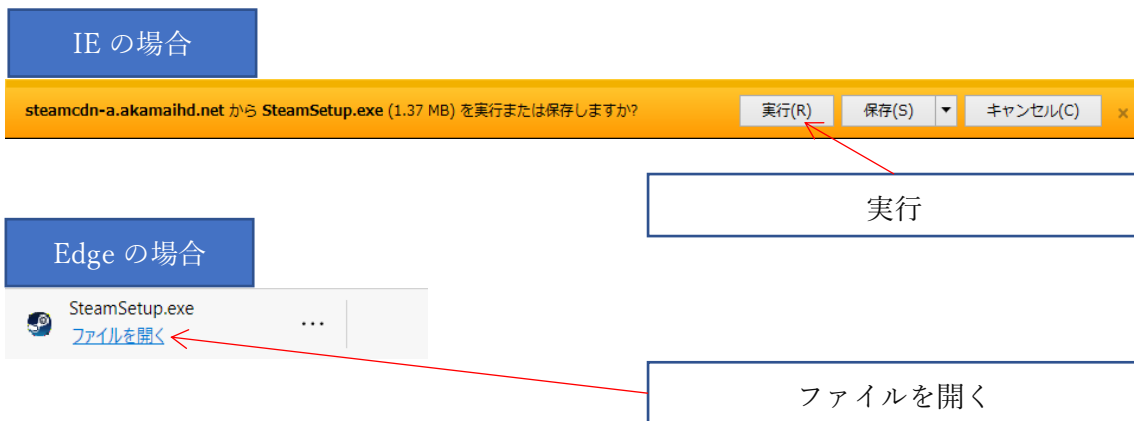 IE の場合
steamcdn-a.akamaihd.net から SteamSetup.exe (1.37 MB) を実行または保存しますか?
実行(R)
保存(S)
キャンセル(C)
実行
Edge の場合
SteamSetup.exe
ファイルを開く
ファイルを開く